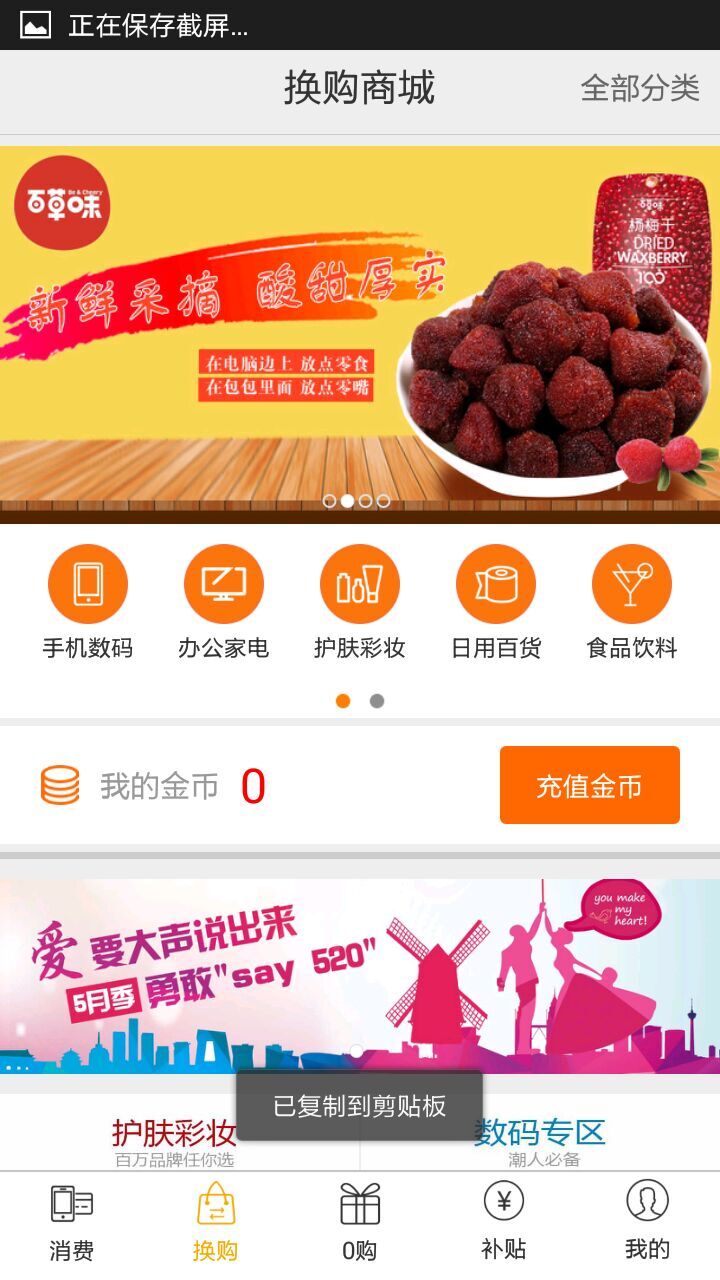 正在保存截屏...
换购商城
全部分类
百草味
Be & Cheery
新鲜采摘 酸甜厚实
在电脑边上 放点零食
在包包里面 放点零嘴
百草味
杨梅干
DRIED
WAXBERRY
100
手机数码
办公家电
护肤彩妆
日用百货
食品饮料
我的金币 0
充值金币
爱要大声说出来
5月季 勇敢"say 520"
you make
my
heart!
已复制到剪贴板
护肤彩妆
百万品牌任你选
数码专区
潮人必备
消费
换购
0购
补贴
我的